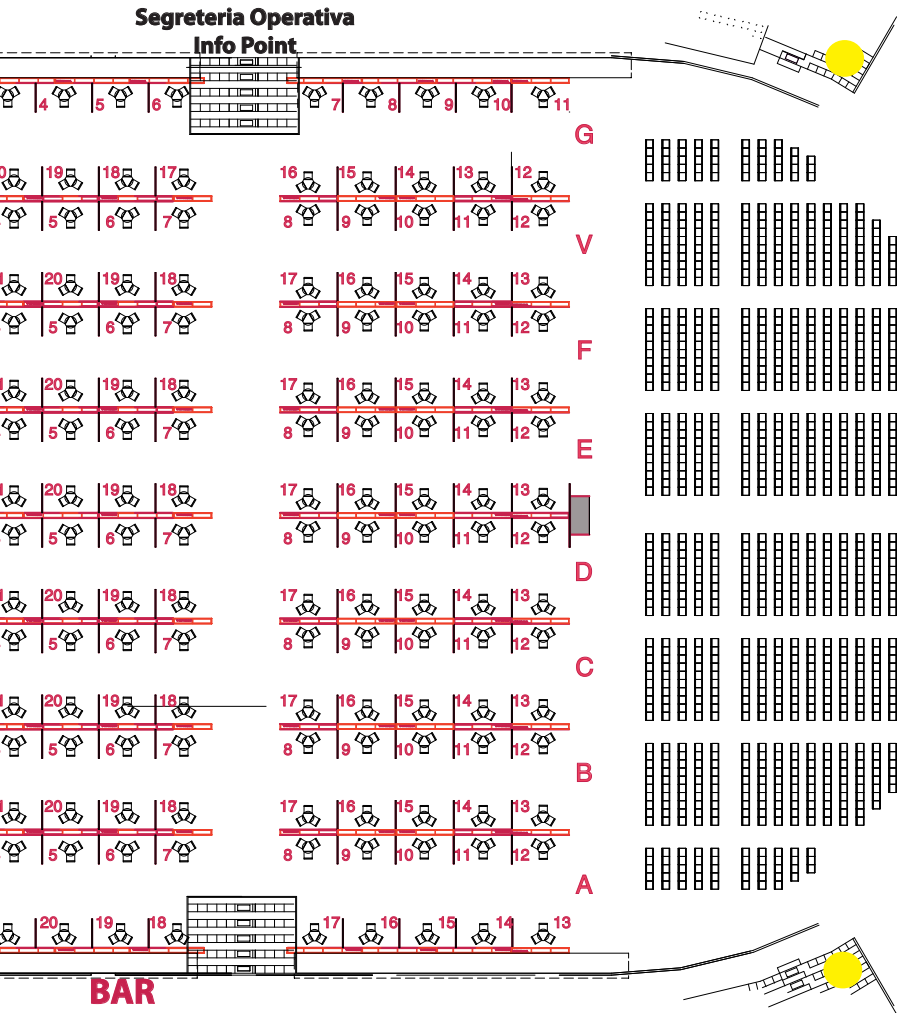 Segreteria Operativa
Info Point
4 5 6 7 8 9 10 11
G
19 18 17 16 15 14 13 12
5 6 7 8 9 10 11 12
V
20 19 18 17 16 15 14 13
5 6 7 8 9 10 11 12
F
20 19 18 17 16 15 14 13
5 6 7 8 9 10 11 12
E
20 19 18 17 16 15 14 13
5 6 7 8 9 10 11 12
D
20 19 18 17 16 15 14 13
5 6 7 8 9 10 11 12
C
20 19 18 17 16 15 14 13
5 6 7 8 9 10 11 12
B
20 19 18 17 16 15 14 13
5 6 7 8 9 10 11 12
A
20 19 18 17 16 15 14 13
BAR